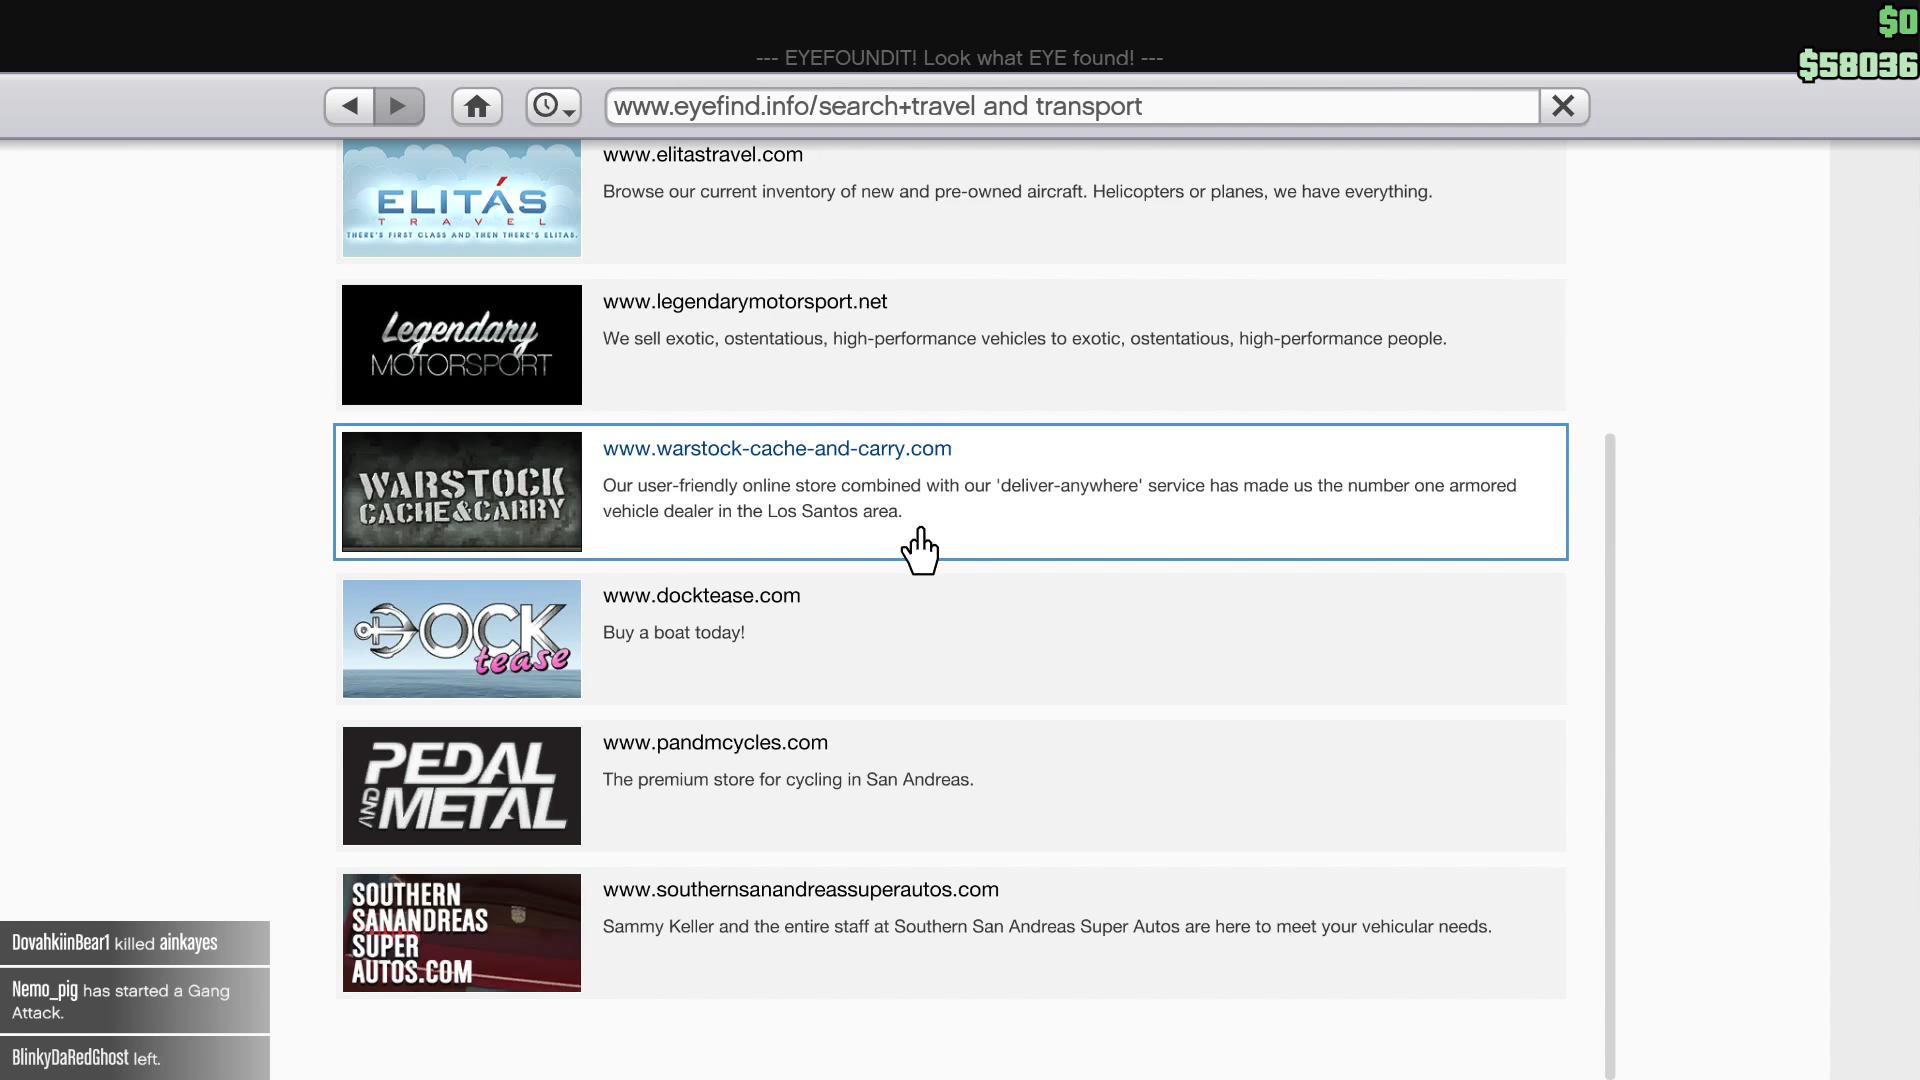 $0
--- EYEFOUNDIT! Look what EYE found! ---
$58036
www.eyefind.info/search+travel and transport
ELITÁS
TRAVEL
THERE'S FIRST CLASS AND THEN THERE'S ELITAS.
www.elitastravel.com
Browse our current inventory of new and pre-owned aircraft. Helicopters or planes, we have everything.
Legendary
MOTORSPORT
www.legendarymotorsport.net
We sell exotic, ostentatious, high-performance vehicles to exotic, ostentatious, high-performance people.
WARSTOCK
CACHE&CARRY
www.warstock-cache-and-carry.com
Our user-friendly online store combined with our 'deliver-anywhere' service has made us the number one armored
vehicle dealer in the Los Santos area.
DOCK
tease
www.docktease.com
Buy a boat today!
PEDAL
AND METAL
www.pandmcycles.com
The premium store for cycling in San Andreas.
SOUTHERN
SANANDREAS
SUPER
AUTOS.COM
www.southernsanandreassuperautos.com
Sammy Keller and the entire staff at Southern San Andreas Super Autos are here to meet your vehicular needs.
DovahkiinBear1 killed ainkayes
Nemo_pig has started a Gang
Attack.
BlinkyDaRedGhost left.